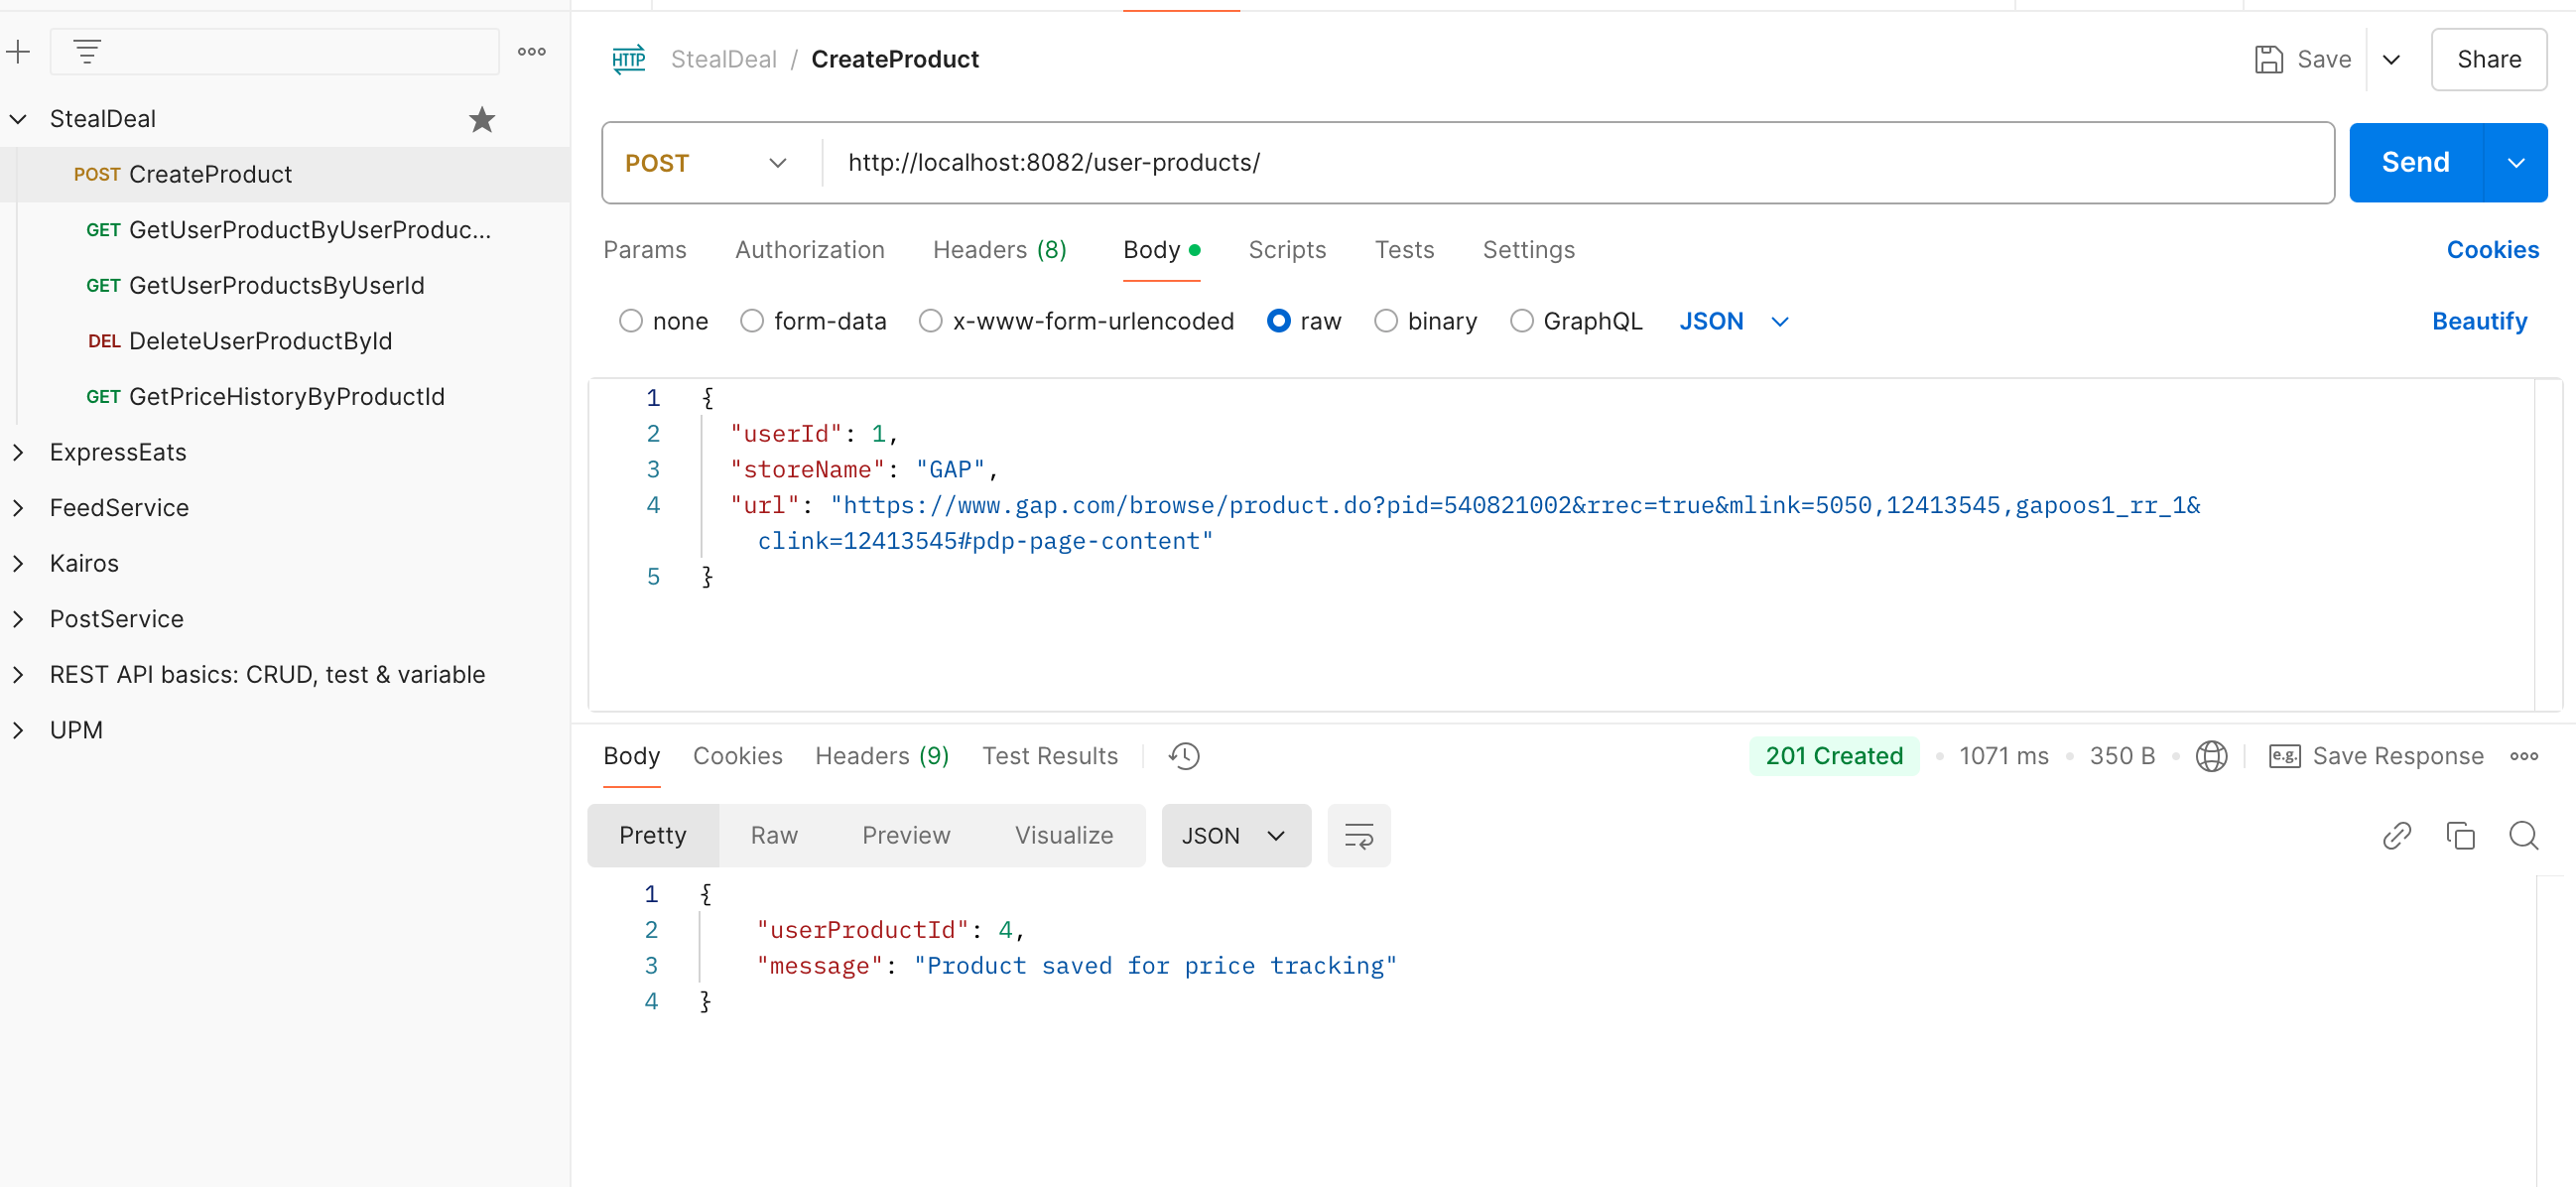 StealDeal
POST CreateProduct
GET GetUserProductByUserProduc...
GET GetUserProductsByUserId
DEL DeleteUserProductById
GET GetPriceHistoryByProductId
ExpressEats
FeedService
Kairos
PostService
REST API basics: CRUD, test & variable
UPM
HTTP StealDeal / CreateProduct
Save
Share
POST http://localhost:8082/user-products/
Send
Params Authorization Headers (8) Body Scripts Tests Settings Cookies
none form-data x-www-form-urlencoded raw binary GraphQL JSON Beautify
1 {
2 "userId": 1,
3 "storeName": "GAP",
4 "url": "https://www.gap.com/browse/product.do?pid=540821002&rrec=true&mlink=5050,12413545,gapoos1_rr_1&
clink=12413545#pdp-page-content"
5 }
Body Cookies Headers (9) Test Results 201 Created 1071 ms 350 B e.g. Save Response
Pretty Raw Preview Visualize JSON
1 {
2 "userProductId": 4,
3 "message": "Product saved for price tracking"
4 }